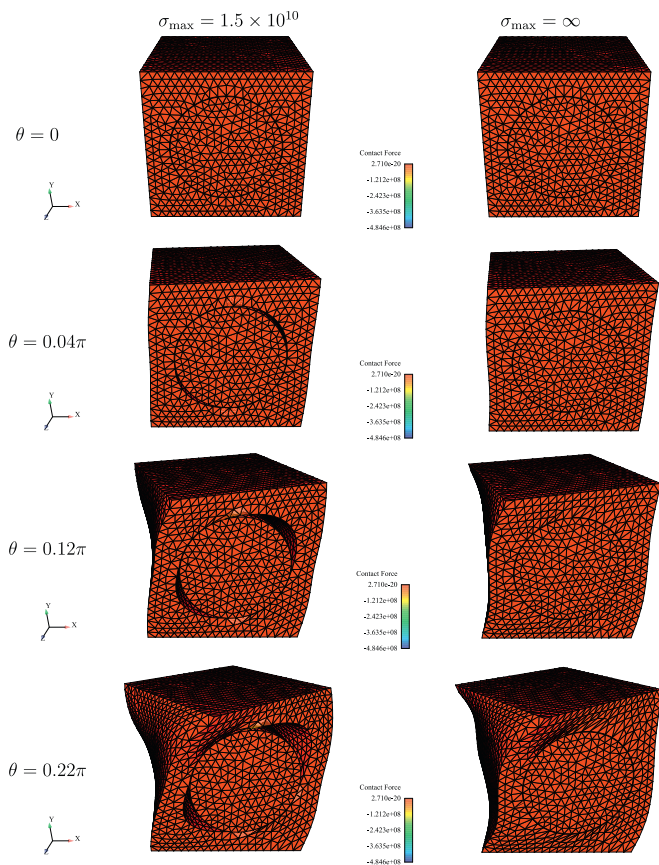 σmax = 1.5 × 10¹⁰
σmax = ∞
θ = 0
Y
X
Z
Contact Force
2.710e-20
-1.212e+08
-2.423e+08
-3.635e+08
-4.846e+08
θ = 0.04π
Y
X
Z
Contact Force
2.710e-20
-1.212e+08
-2.423e+08
-3.635e+08
-4.846e+08
θ = 0.12π
Y
X
Z
Contact Force
2.710e-20
-1.212e+08
-2.423e+08
-3.635e+08
-4.846e+08
θ = 0.22π
Y
X
Z
Contact Force
2.710e-20
-1.212e+08
-2.423e+08
-3.635e+08
-4.846e+08